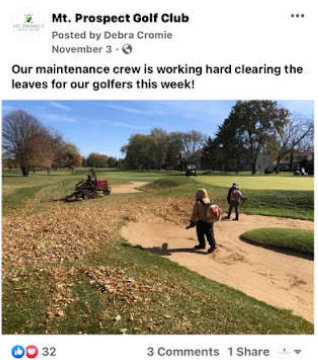 Mt. Prospect Golf Club
Posted by Debra Cromie
November 3 ·
Our maintenance crew is working hard clearing the
leaves for our golfers this week!
32
3 Comments 1 Share